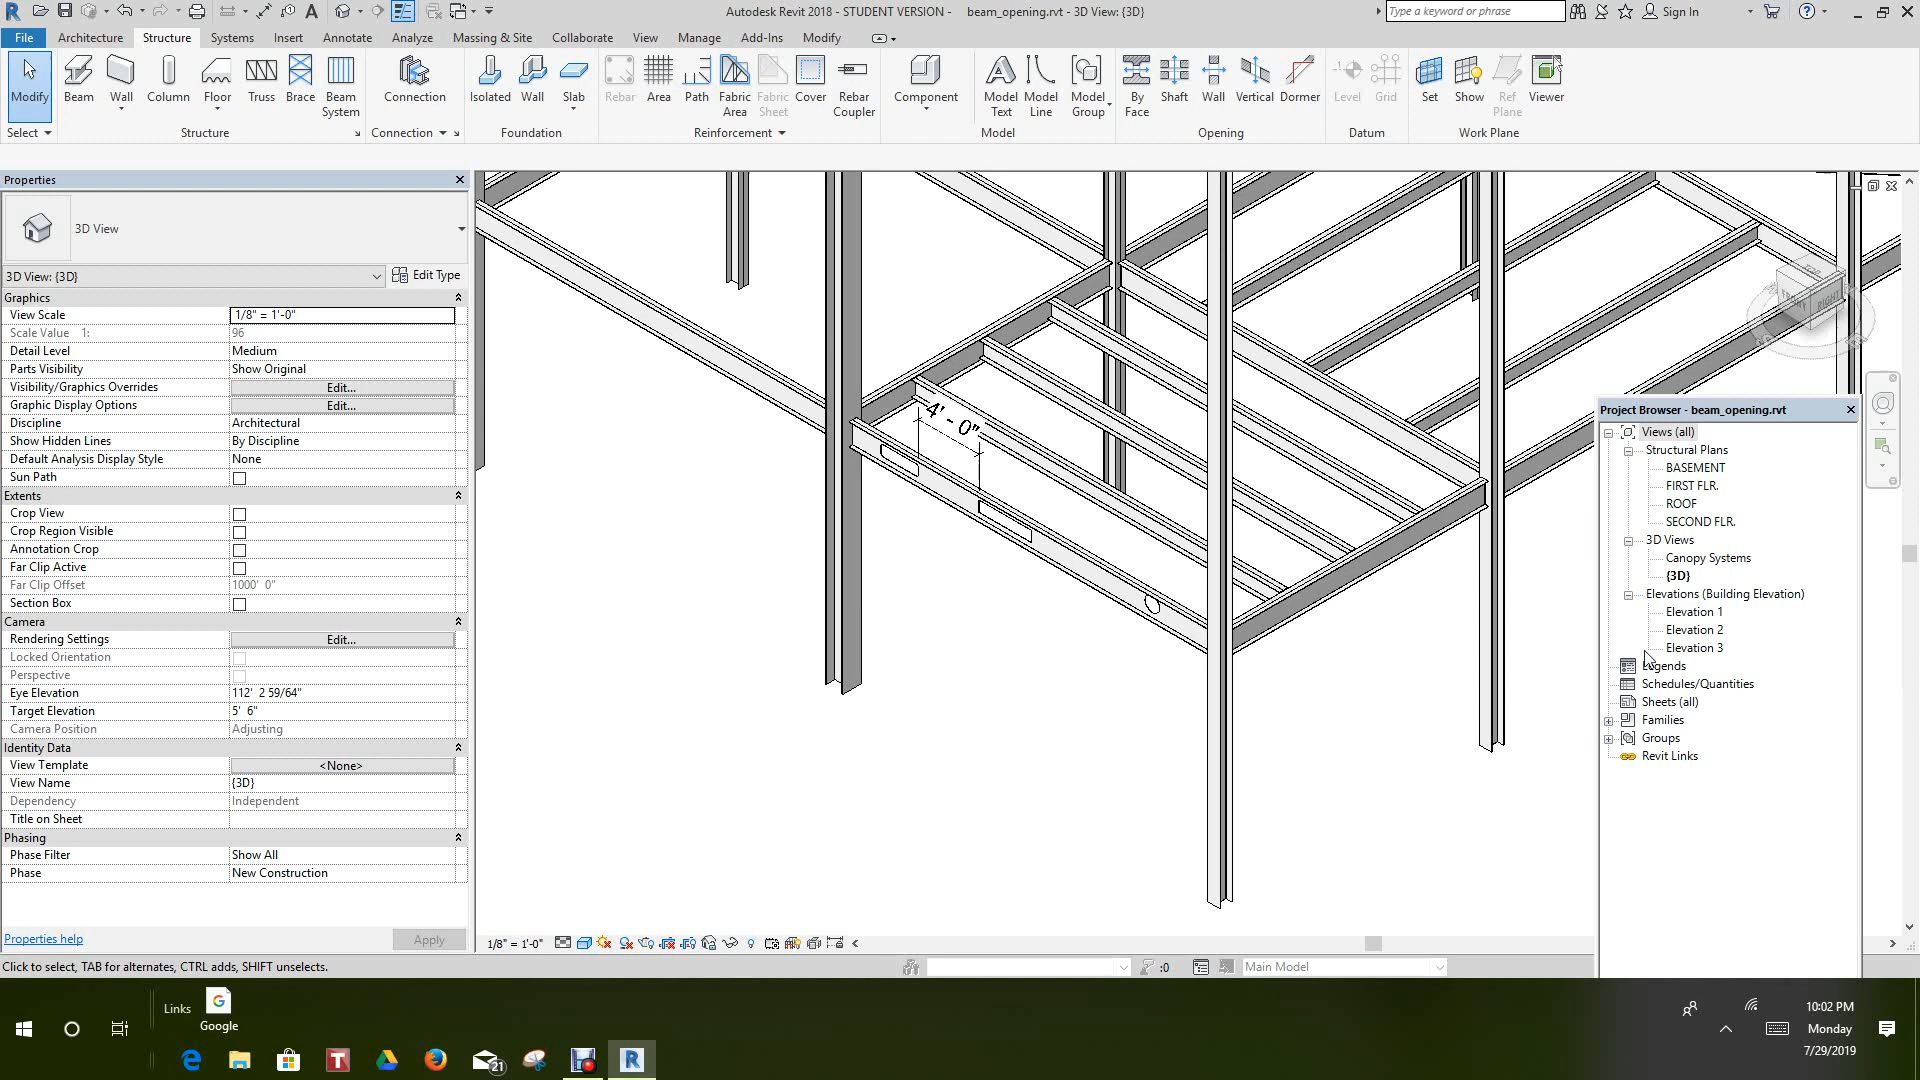 Autodesk Revit 2018 - STUDENT VERSION - beam_opening.rvt - 3D View: {3D}
Type a keyword or phrase
Sign In
File Architecture Structure Systems Insert Annotate Analyze Massing & Site Collaborate View Manage Add-Ins Modify
Modify Beam Wall Column Floor Truss Brace Beam System Connection Isolated Wall Slab Rebar Area Path Fabric Area Fabric Sheet Cover Rebar Coupler Component Model Text Model Line Model Group By Face Shaft Wall Vertical Dormer Level Grid Set Show Ref Plane Viewer
Select Structure Connection Foundation Reinforcement Model Opening Datum Work Plane
Properties
3D View
3D View: {3D} Edit Type
Graphics
View Scale 1/8" = 1'-0"
Scale Value 1: 96
Detail Level Medium
Parts Visibility Show Original
Visibility/Graphics Overrides Edit...
Graphic Display Options Edit...
Discipline Architectural
Show Hidden Lines By Discipline
Default Analysis Display Style None
Sun Path
Extents
Crop View
Crop Region Visible
Annotation Crop
Far Clip Active
Far Clip Offset 1000' 0"
Section Box
Camera
Rendering Settings Edit...
Locked Orientation
Perspective
Eye Elevation 112' 2 59/64"
Target Elevation 5' 6"
Camera Position Adjusting
Identity Data
View Template <None>
View Name {3D}
Dependency Independent
Title on Sheet
Phasing
Phase Filter Show All
Phase New Construction
Properties help Apply
4' - 0"
TOP
FRONT RIGHT
Project Browser - beam_opening.rvt
Views (all)
Structural Plans
BASEMENT
FIRST FLR.
ROOF
SECOND FLR.
3D Views
Canopy Systems
{3D}
Elevations (Building Elevation)
Elevation 1
Elevation 2
Elevation 3
Legends
Schedules/Quantities
Sheets (all)
Families
Groups
Revit Links
1/8" = 1'-0"
Click to select, TAB for alternates, CTRL adds, SHIFT unselects.
:0
Main Model
Links
Google
21
10:02 PM
Monday
7/29/2019